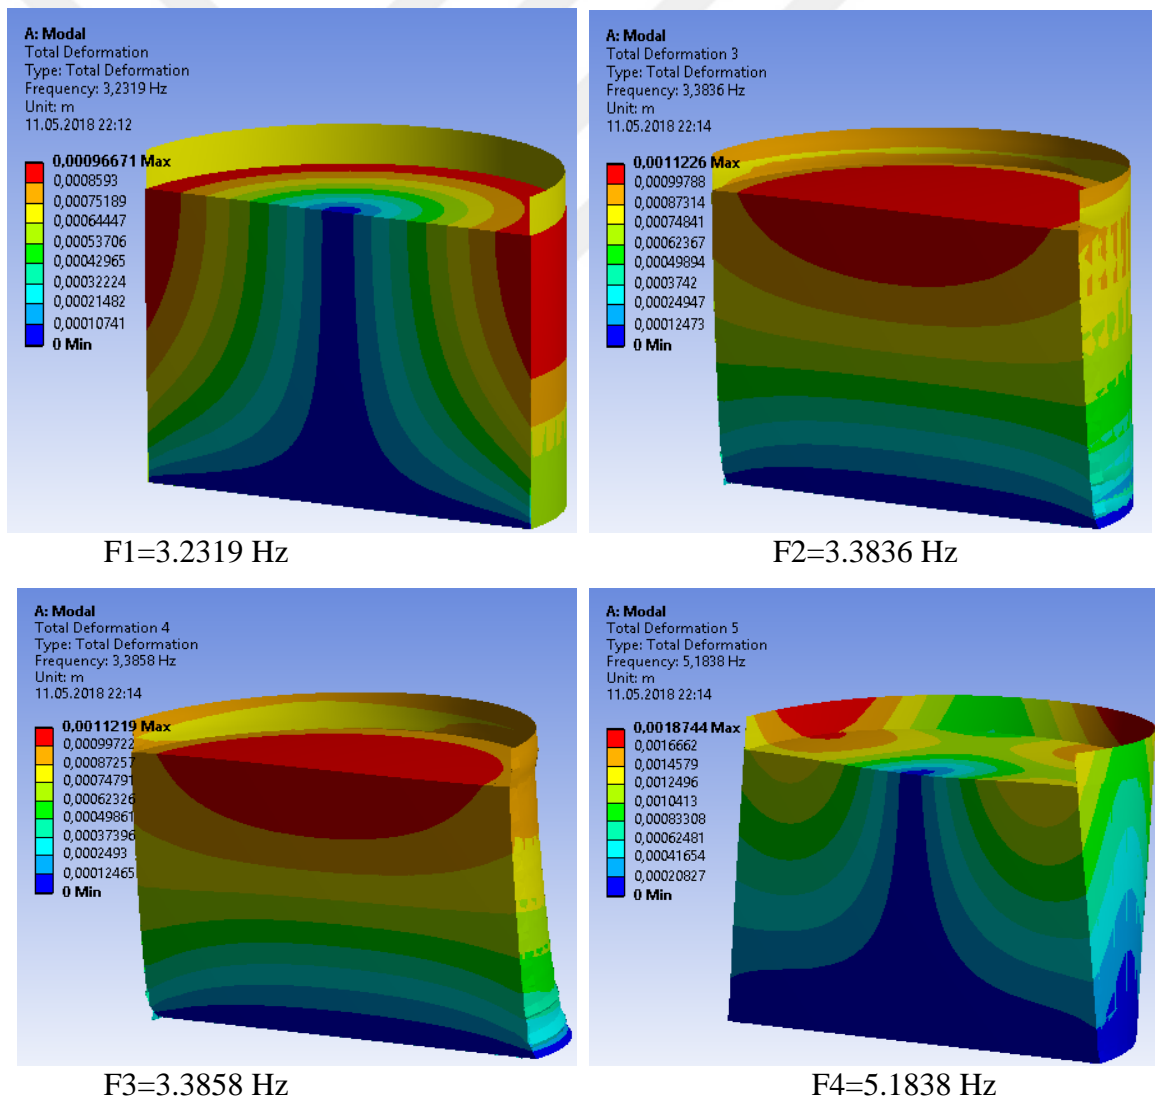 A: Modal
Total Deformation
Type: Total Deformation
Frequency: 3,2319 Hz
Unit: m
11.05.2018 22:12
0,00096671 Max
0,0008593
0,00075189
0,00064447
0,00053706
0,00042965
0,00032224
0,00021482
0,00010741
0 Min
F1=3.2319 Hz
A: Modal
Total Deformation 3
Type: Total Deformation
Frequency: 3,3836 Hz
Unit: m
11.05.2018 22:14
0,0011226 Max
0,00099788
0,00087314
0,00074841
0,00062367
0,00049894
0,0003742
0,00024947
0,00012473
0 Min
F2=3.3836 Hz
A: Modal
Total Deformation 4
Type: Total Deformation
Frequency: 3,3858 Hz
Unit: m
11.05.2018 22:14
0,0011219 Max
0,00099722
0,00087257
0,00074791
0,00062326
0,00049861
0,00037396
0,0002493
0,00012465
0 Min
F3=3.3858 Hz
A: Modal
Total Deformation 5
Type: Total Deformation
Frequency: 5,1838 Hz
Unit: m
11.05.2018 22:14
0,0018744 Max
0,0016662
0,0014579
0,0012496
0,0010413
0,00083308
0,00062481
0,00041654
0,00020827
0 Min
F4=5.1838 Hz